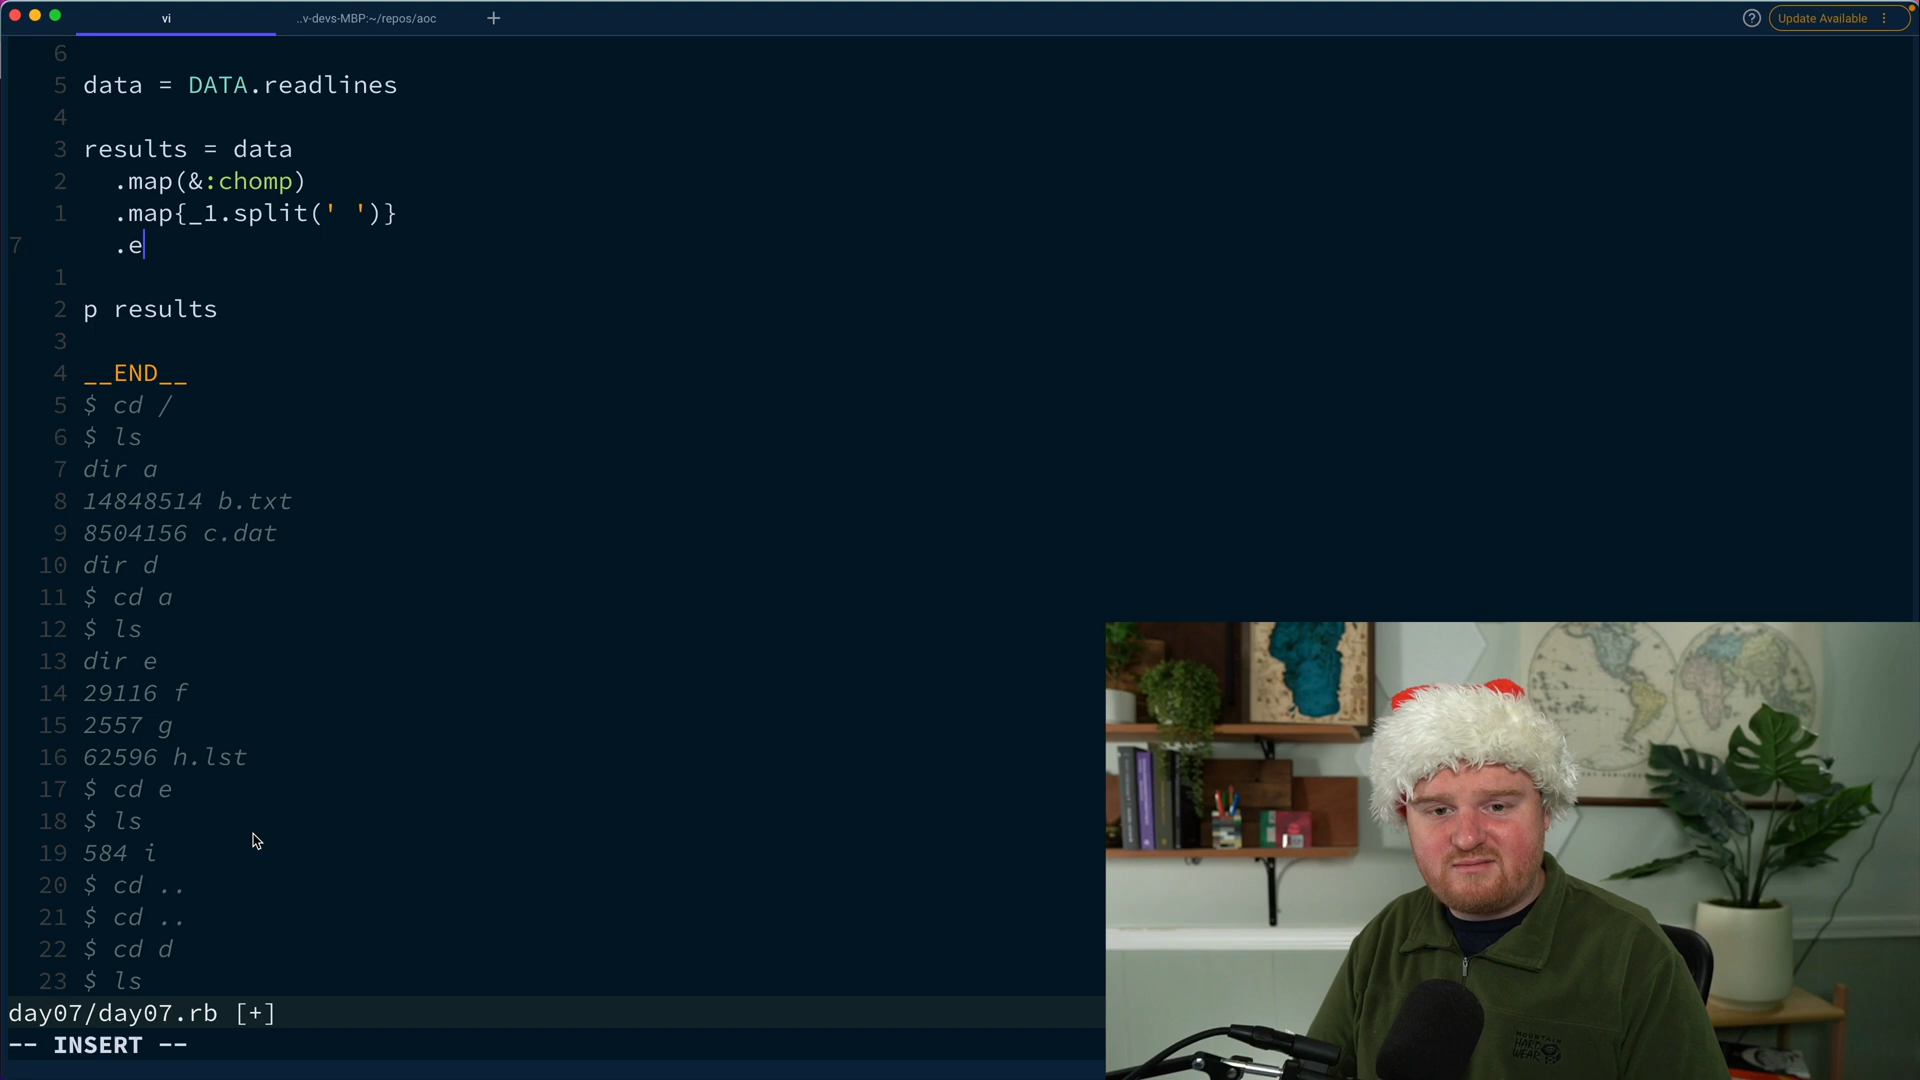 vi
..v-devs-MBP:~/repos/aoc
+
?
Update Available
6
5 data = DATA.readlines
4
3 results = data
2 .map(&:chomp)
1 .map{_1.split(' ')}
7 .e
1
2 p results
3
4 __END__
5 $ cd /
6 $ ls
7 dir a
8 14848514 b.txt
9 8504156 c.dat
10 dir d
11 $ cd a
12 $ ls
13 dir e
14 29116 f
15 2557 g
16 62596 h.lst
17 $ cd e
18 $ ls
19 584 i
20 $ cd ..
21 $ cd ..
22 $ cd d
23 $ ls
day07/day07.rb [+]
-- INSERT --
MOUNTAIN
HARD
WEAR